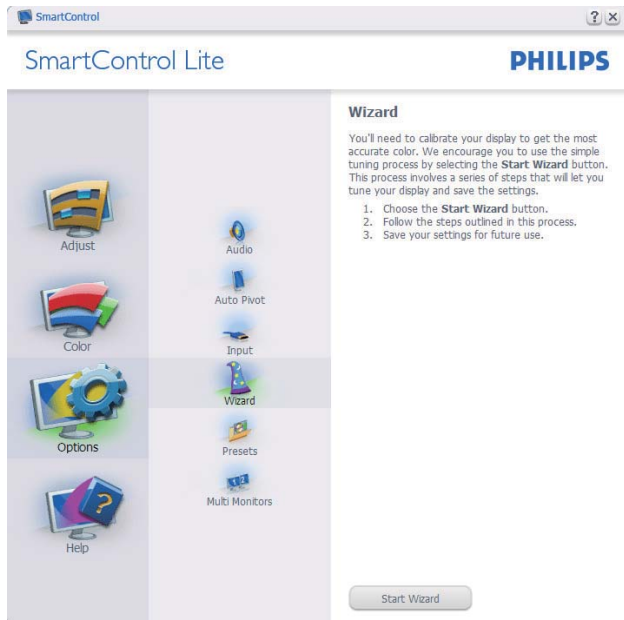 SmartControl
? ×
SmartControl Lite
PHILIPS
Adjust
Color
Options
Help
Audio
Auto Pivot
Input
Wizard
Presets
1 2
Multi Monitors
Wizard
You'll need to calibrate your display to get the most
accurate color. We encourage you to use the simple
tuning process by selecting the Start Wizard button.
This process involves a series of steps that will let you
tune your display and save the settings.
1. Choose the Start Wizard button.
2. Follow the steps outlined in this process.
3. Save your settings for future use.
Start Wizard